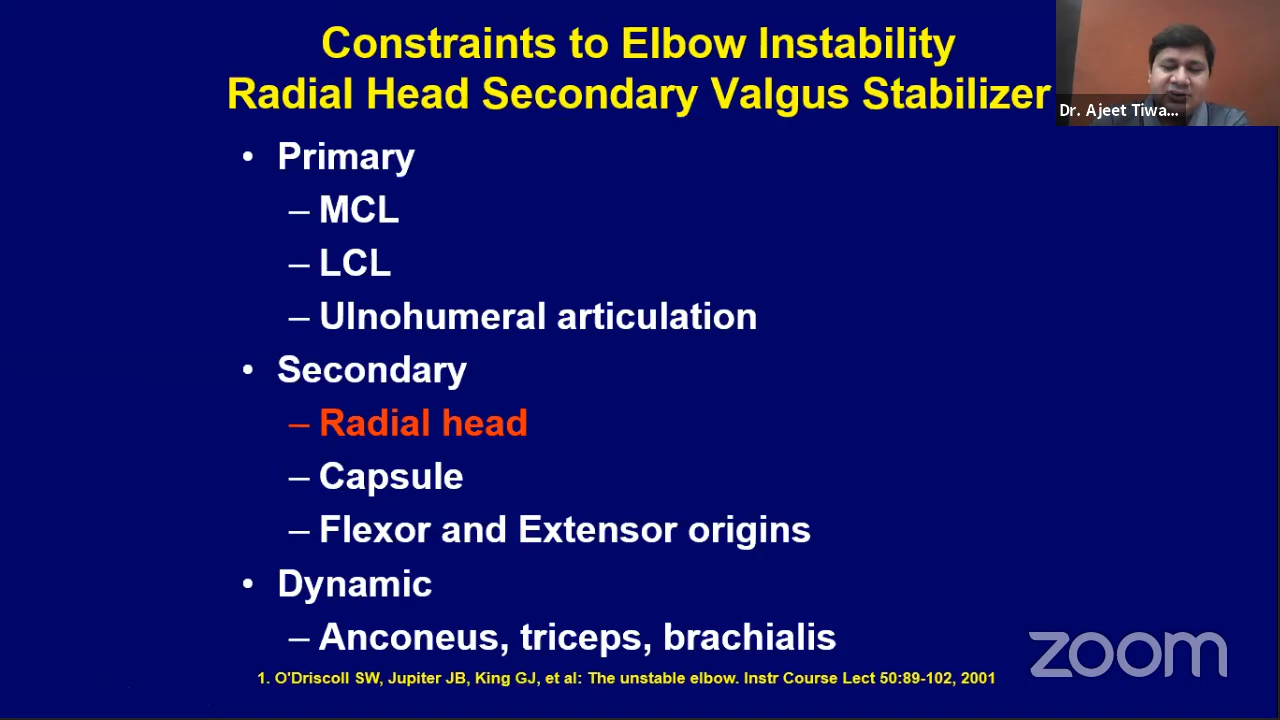 Constraints to Elbow Instability
Radial Head Secondary Valgus Stabilizer
Dr. Ajeet Tiwa...
• Primary
– MCL
– LCL
– Ulnohumeral articulation
• Secondary
– Radial head
– Capsule
– Flexor and Extensor origins
• Dynamic
– Anconeus, triceps, brachialis
zoom
1. O'Driscoll SW, Jupiter JB, King GJ, et al: The unstable elbow. Instr Course Lect 50:89-102, 2001